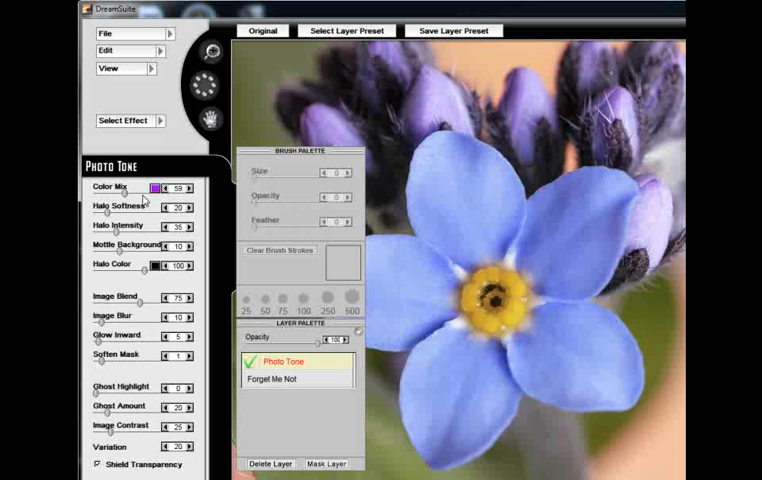 DreamSuite
File
Edit
View
Select Effect
Original
Select Layer Preset
Save Layer Preset
PHOTO TONE
Color Mix 59
Halo Softness 20
Halo Intensity 35
Mottle Background 10
Halo Color 100
Image Blend 75
Image Blur 10
Glow Inward 5
Soften Mask 1
Ghost Highlight 0
Ghost Amount 20
Image Contrast 25
Variation 20
Shield Transparency
BRUSH PALETTE
Size 0
Opacity 0
Feather 0
Clear Brush Strokes
25 50 75 100 250 500
LAYER PALETTE
Opacity 100
Photo Tone
Forget Me Not
Delete Layer
Mask Layer